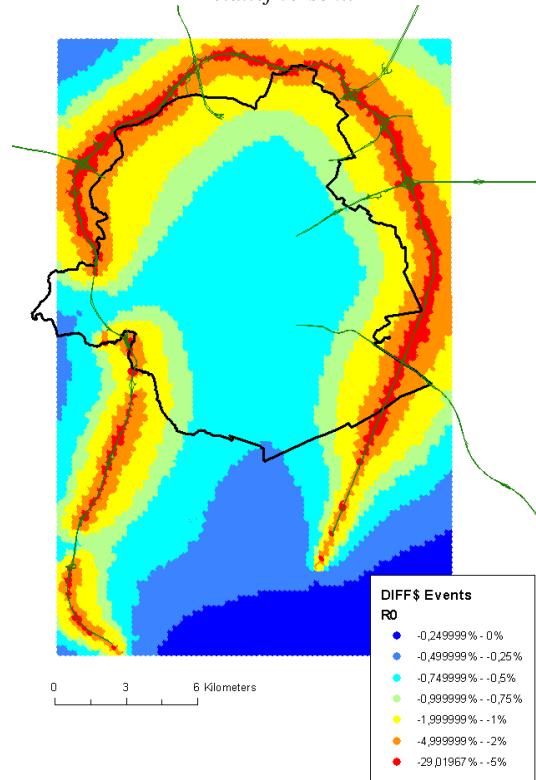 DIFF$ Events
R0
-0,249999% - 0%
-0,499999% - -0,25%
-0,749999% - -0,5%
-0,999999% - -0,75%
-1,999999% - -1%
-4,999999% - -2%
-29,01967% - -5%
0 3 6 Kilometers